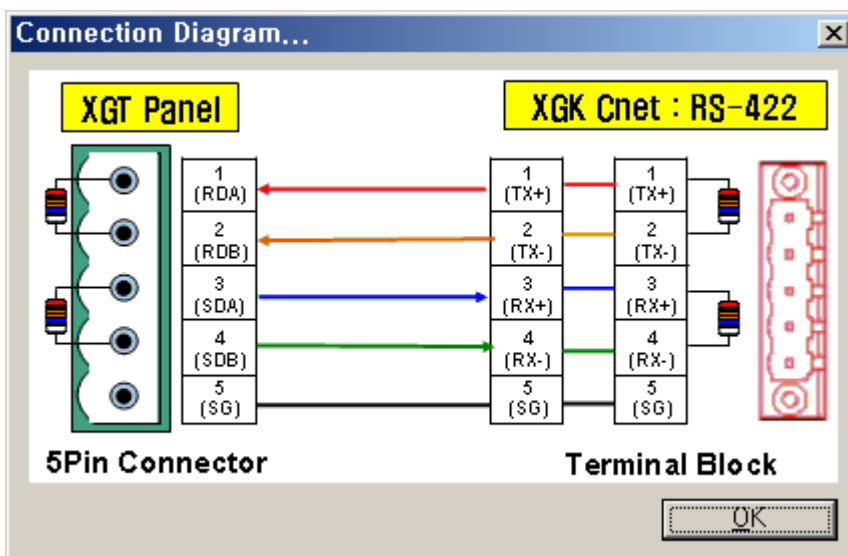 Connection Diagram...
XGT Panel
XGK Cnet : RS-422
1
(RDA)
2
(RDB)
3
(SDA)
4
(SDB)
5
(SG)
1
(TX+)
2
(TX-)
3
(RX+)
4
(RX-)
5
(SG)
1
(TX+)
2
(TX-)
3
(RX+)
4
(RX-)
5
(SG)
5Pin Connector
Terminal Block
OK